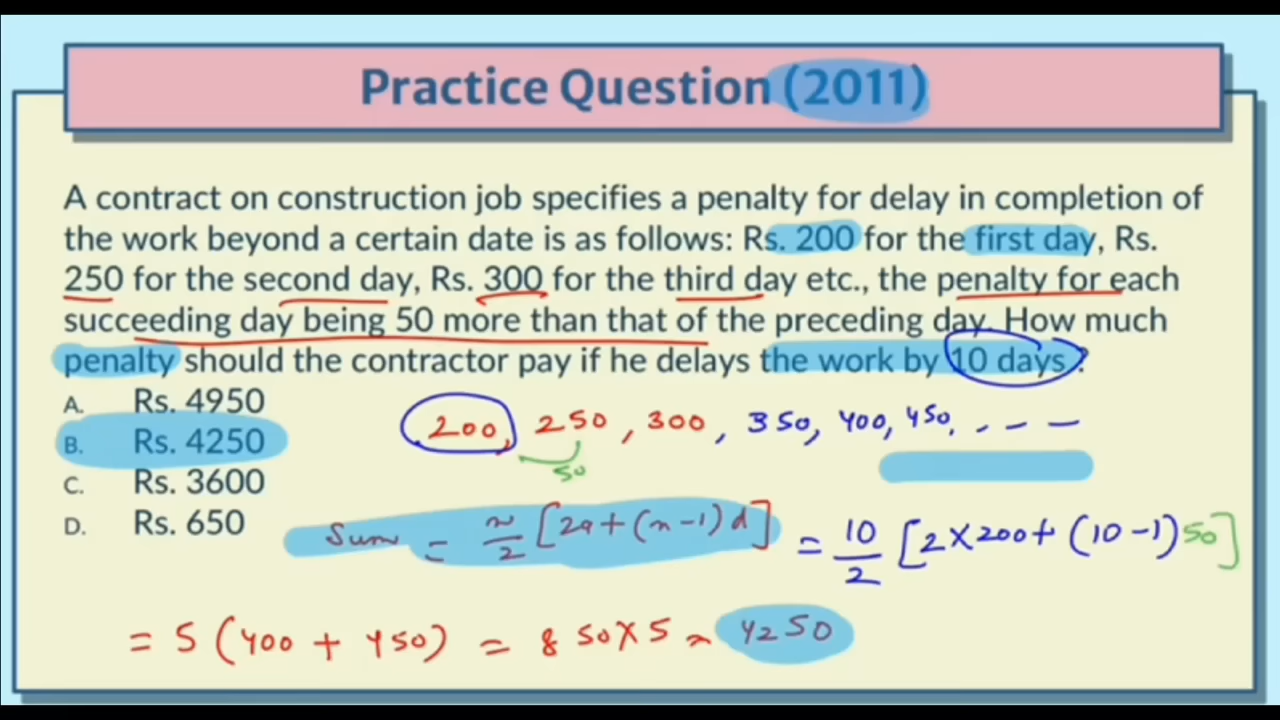 Practice Question (2011)
A contract on construction job specifies a penalty for delay in completion of
the work beyond a certain date is as follows: Rs. 200 for the first day, Rs.
250 for the second day, Rs. 300 for the third day etc., the penalty for each
succeeding day being 50 more than that of the preceding day. How much
penalty should the contractor pay if he delays the work by 10 days?
A. Rs. 4950
B. Rs. 4250
C. Rs. 3600
D. Rs. 650
200, 250, 300, 350, 400, 450, - - -
50
Sum = n/2 [2a + (n-1) d] = 10/2 [2 × 200 + (10-1) 50]
= 5 (400 + 450) = 850 × 5 = 4250